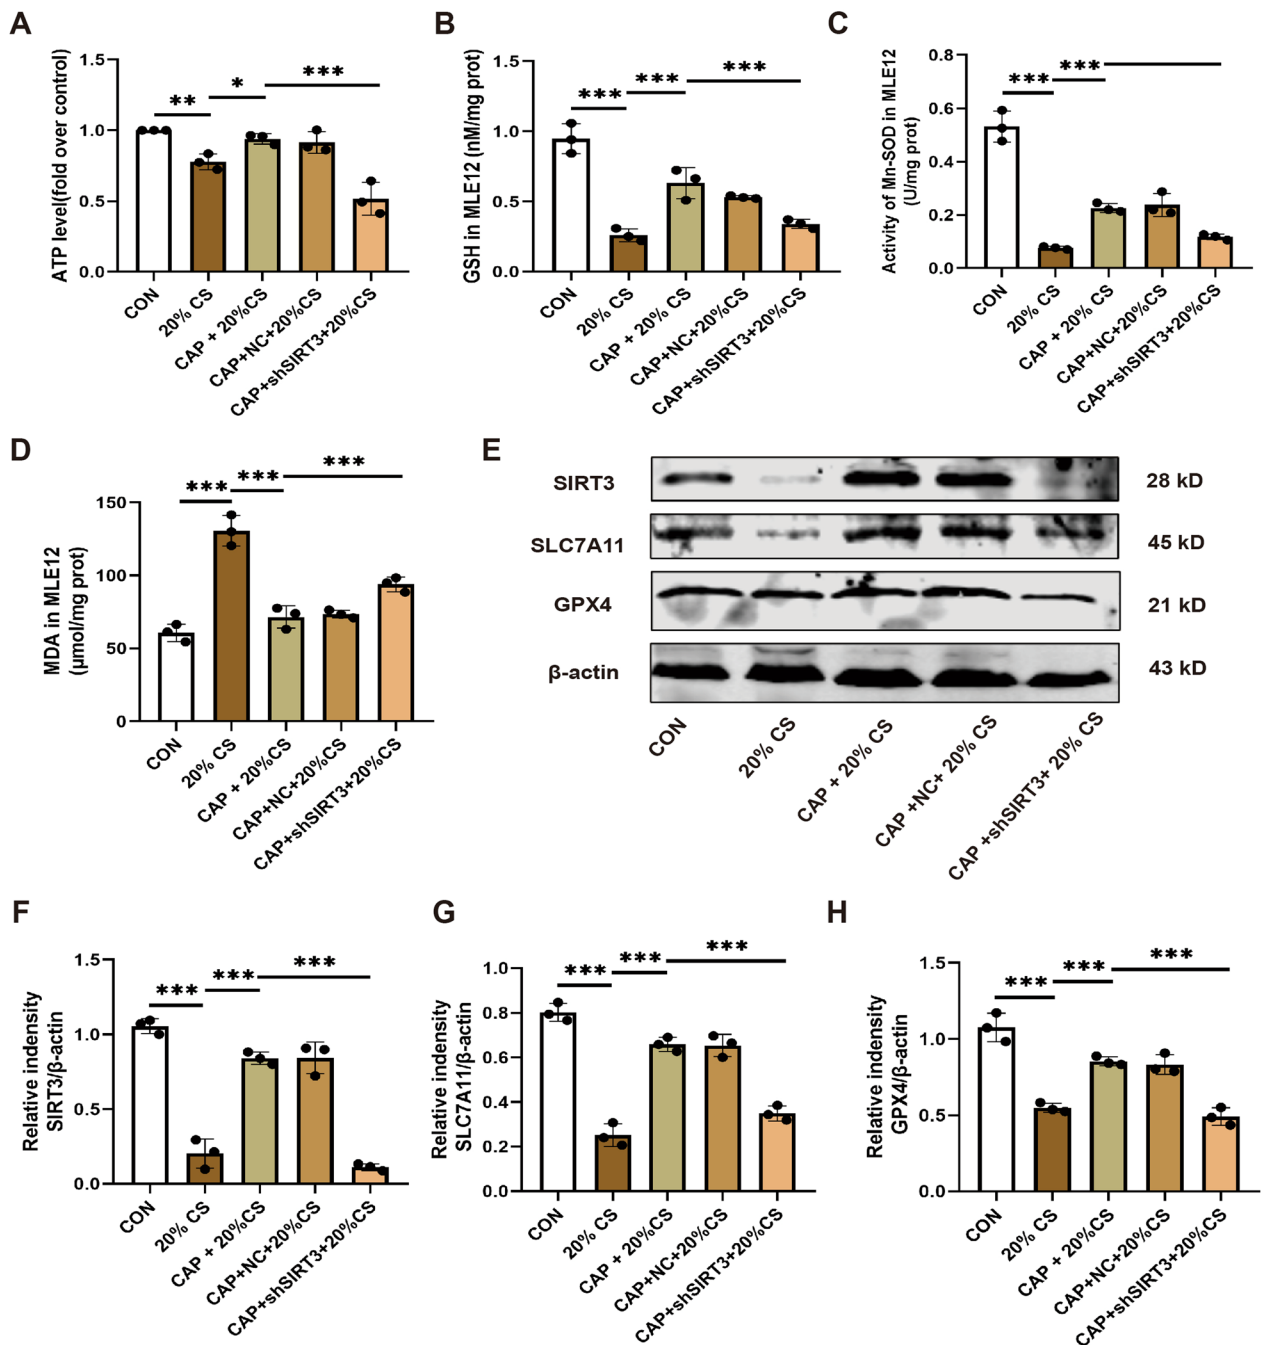 A
ATP level(fold over control)
1.5
1.0
0.5
0.0
**
*
***
CON
20% CS
CAP + 20%CS
CAP+NC+20%CS
CAP+shSIRT3+20%CS
B
GSH in MLE12 (nM/mg prot)
1.5
1.0
0.5
0.0
***
***
***
CON
20% CS
CAP + 20% CS
CAP+NC+20%CS
CAP+shSIRT3+20%CS
C
Activity of Mn-SOD in MLE12
(U/mg prot)
0.8
0.6
0.4
0.2
0.0
***
***
CON
20% CS
CAP + 20% CS
CAP+NC+20%CS
CAP+shSIRT3+20%CS
D
MDA in MLE12
(μmol/mg prot)
150
100
50
0
***
***
***
CON
20% CS
CAP + 20%CS
CAP+NC+20%CS
CAP+shSIRT3+20%CS
E
SIRT3
28 kD
SLC7A11
45 kD
GPX4
21 kD
β-actin
43 kD
CON
20% CS
CAP + 20% CS
CAP +NC+ 20% CS
CAP +shSIRT3+ 20% CS
F
Relative indensity
SIRT3/β-actin
1.5
1.0
0.5
0.0
***
***
***
CON
20% CS
CAP + 20%CS
CAP+NC+20%CS
CAP+shSIRT3+20%CS
G
Relative indensity
SLC7A11/β-actin
1.0
0.8
0.6
0.4
0.2
0.0
***
***
***
CON
20% CS
CAP + 20%CS
CAP+NC+20%CS
CAP+shSIRT3+20%CS
H
Relative indensity
GPX4/β-actin
1.5
1.0
0.5
0.0
***
***
***
CON
20% CS
CAP + 20%CS
CAP+NC+20%CS
CAP+shSIRT3+20%CS